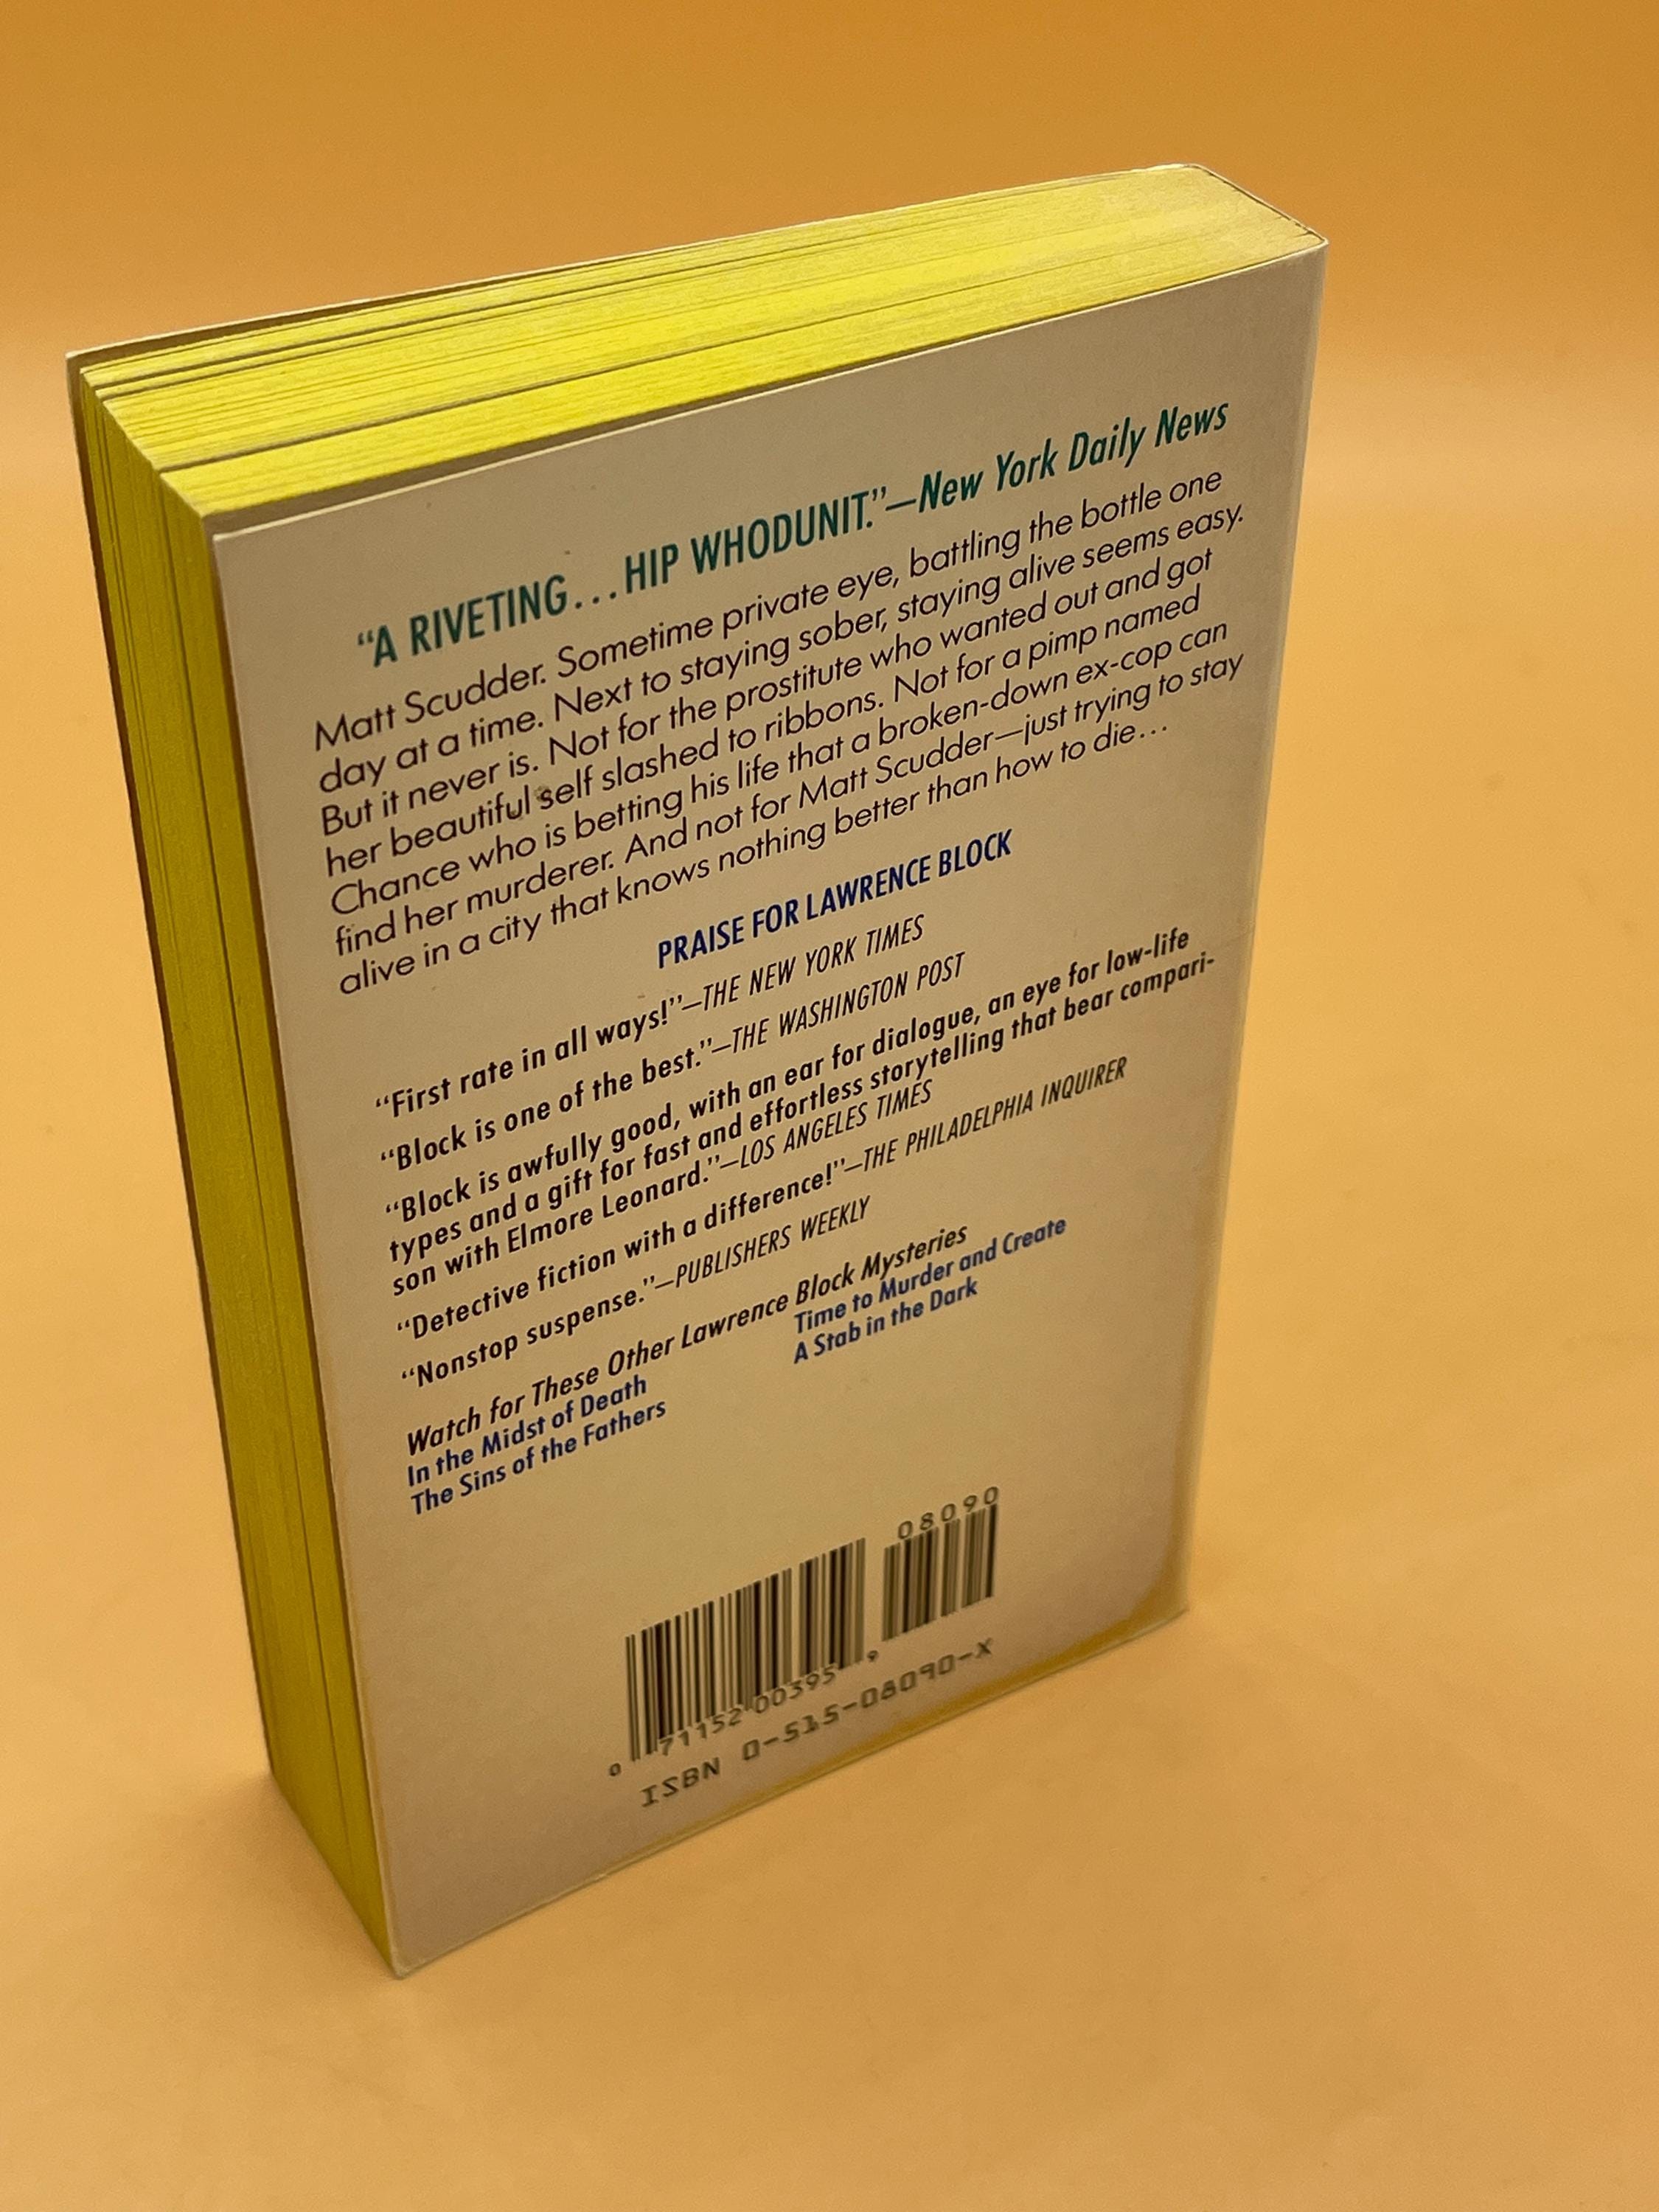 “A RIVETING...HIP WHODUNIT.”—New York Daily News
Matt Scudder. Sometime private eye, battling the bottle one
day at a time. Next to staying sober, staying alive seems easy.
But it never is. Not for the prostitute who wanted out and got
her beautiful self slashed to ribbons. Not for a pimp named
Chance who is betting his life that a broken-down ex-cop can
find her murderer. And not for Matt Scudder—just trying to stay
alive in a city that knows nothing better than how to die...
PRAISE FOR LAWRENCE BLOCK
“First rate in all ways!”—THE NEW YORK TIMES
“Block is one of the best.”—THE WASHINGTON POST
“Block is awfully good, with an ear for dialogue, an eye for low-life
types and a gift for fast and effortless storytelling that bear compari-
son with Elmore Leonard.”—LOS ANGELES TIMES
“Detective fiction with a difference!”—THE PHILADELPHIA INQUIRER
“Nonstop suspense.”—PUBLISHERS WEEKLY
Watch for These Other Lawrence Block Mysteries
In the Midst of Death
The Sins of the Fathers
Time to Murder and Create
A Stab in the Dark
08090
0 71152 00395 9
ISBN 0-515-08090-X